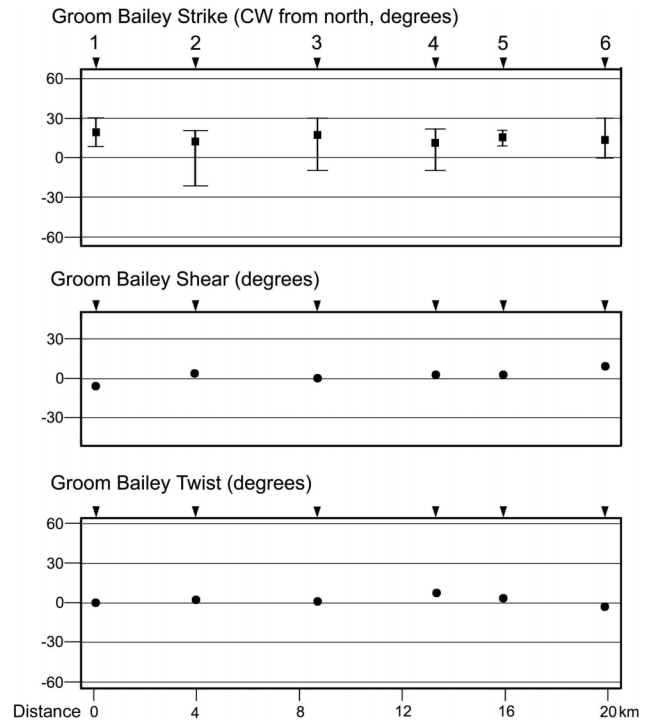 Groom Bailey Strike (CW from north, degrees)
1 2 3 4 5 6
60
30
0
-30
-60
Groom Bailey Shear (degrees)
30
0
-30
Groom Bailey Twist (degrees)
60
30
0
-30
-60
Distance 0 4 8 12 16 20 km